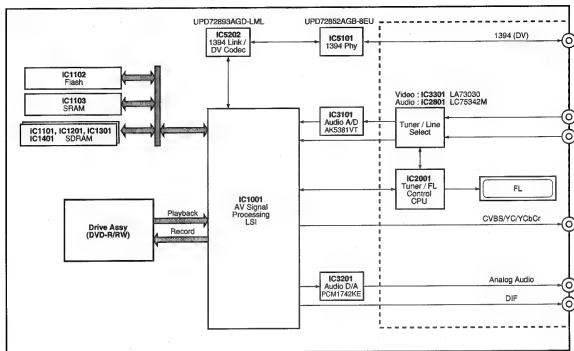 UPD72893AGD-LML
UPD72852AGB-8EU
IC5202
1394 Link /
DV Codec
IC5101
1394 Phy
1394 (DV)
IC1102
Flash
IC1103
SRAM
IC1101, IC1201, IC1301
IC1401 SDRAM
Video : IC3301 LA73030
Audio : IC2801 LC75342M
IC3101
Audio A/D
AK5381VT
Tuner / Line
Select
IC1001
AV Signal
Processing
LSI
IC2001
Tuner / FL
Control
CPU
FL
Drive Assy
(DVD-R/RW)
Playback
Record
CVBS/YC/YCbCr
IC3201
Audio D/A
PCM1742KE
Analog Audio
DIF